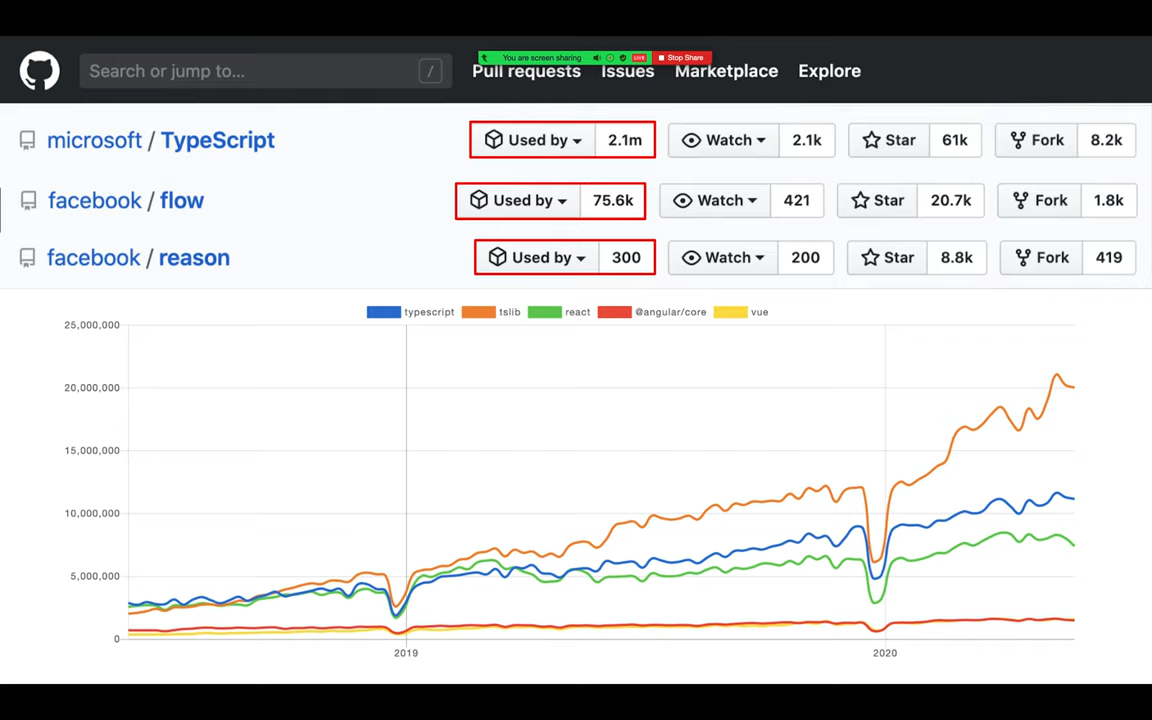 You are screen sharing LIVE Stop Share
Search or jump to... / Pull requests Issues Marketplace Explore
microsoft / TypeScript Used by 2.1m Watch 2.1k Star 61k Fork 8.2k
facebook / flow Used by 75.6k Watch 421 Star 20.7k Fork 1.8k
facebook / reason Used by 300 Watch 200 Star 8.8k Fork 419
typescript tslib react @angular/core vue
25,000,000
20,000,000
15,000,000
10,000,000
5,000,000
0
2019 2020